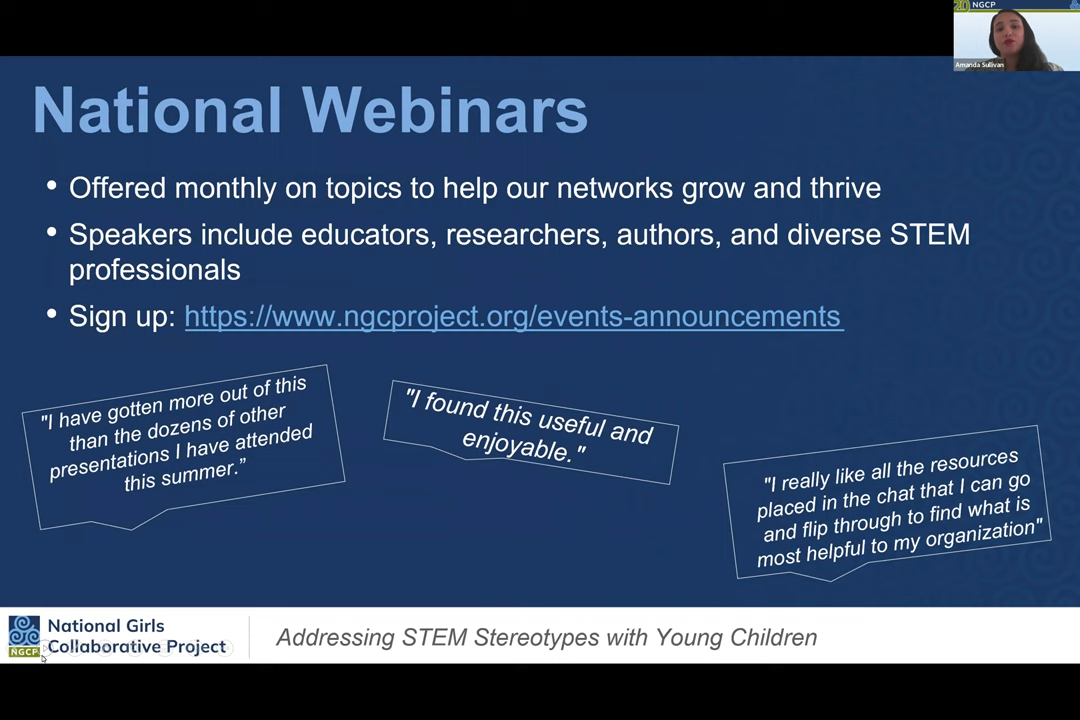 NGCP
Amanda Sullivan
National Webinars
• Offered monthly on topics to help our networks grow and thrive
• Speakers include educators, researchers, authors, and diverse STEM
professionals
• Sign up: https://www.ngcproject.org/events-announcements
"I have gotten more out of this
than the dozens of other
presentations I have attended
this summer.”
"I found this useful and
enjoyable."
"I really like all the resources
placed in the chat that I can go
and flip through to find what is
most helpful to my organization"
National Girls
Collaborative Project
NGCP
Addressing STEM Stereotypes with Young Children